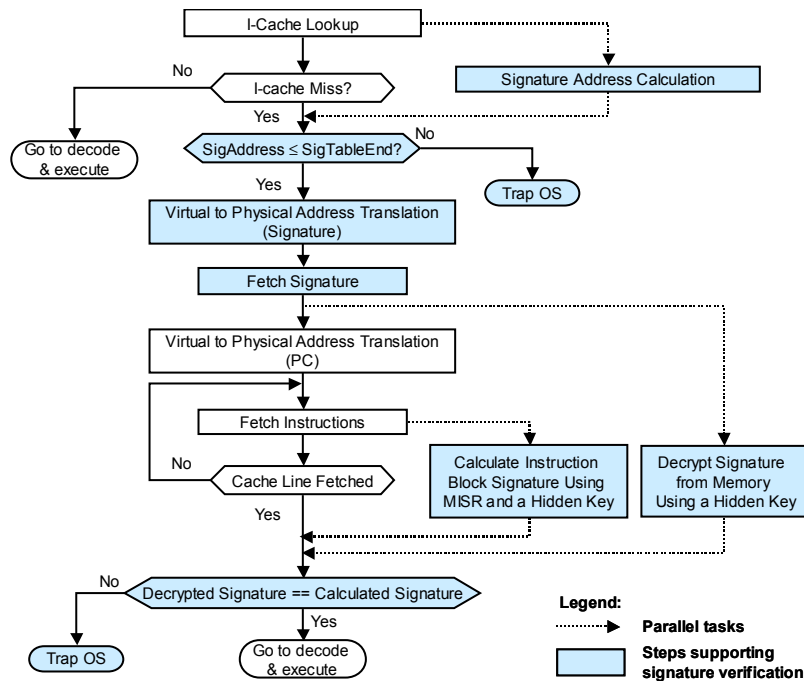 I-Cache Lookup
No
I-cache Miss?
Signature Address Calculation
Yes
Go to decode
& execute
SigAddress ≤ SigTableEnd?
No
Yes
Trap OS
Virtual to Physical Address Translation
(Signature)
Fetch Signature
Virtual to Physical Address Translation
(PC)
Fetch Instructions
No
Cache Line Fetched
Calculate Instruction
Block Signature Using
MISR and a Hidden Key
Decrypt Signature
from Memory
Using a Hidden Key
Yes
No
Decrypted Signature == Calculated Signature
Yes
Trap OS
Go to decode
& execute
Legend:
Parallel tasks
Steps supporting
signature verification